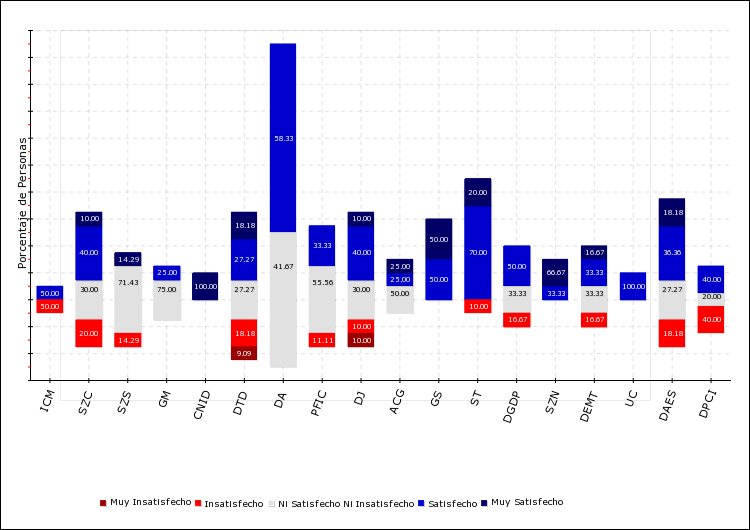 Porcentaje de Personas
50.00
50.00
10.00
40.00
30.00
20.00
14.29
71.43
14.29
25.00
75.00
100.00
18.18
27.27
27.27
18.18
9.09
58.33
41.67
33.33
55.56
11.11
10.00
40.00
30.00
10.00
10.00
25.00
25.00
50.00
50.00
50.00
20.00
70.00
10.00
50.00
33.33
16.67
66.67
33.33
16.67
33.33
33.33
16.67
100.00
18.18
36.36
27.27
18.18
40.00
20.00
40.00
ICM
SZC
SZS
GM
CNID
DTD
DA
PFIC
DJ
ACG
GS
ST
DGDP
SZN
DEMT
UC
DAES
DPCI
Muy Insatisfecho Insatisfecho Ni Satisfecho Ni Insatisfecho Satisfecho Muy Satisfecho